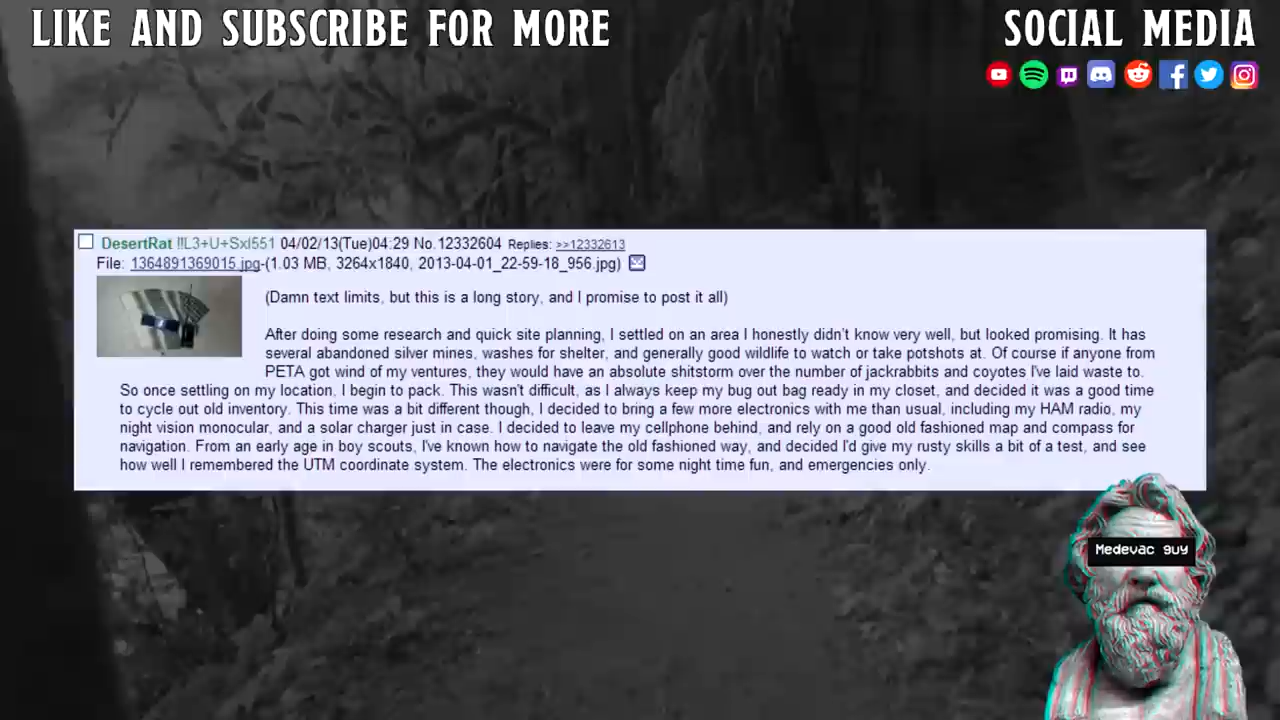 LIKE AND SUBSCRIBE FOR MORE
SOCIAL MEDIA
DesertRat !!L3+U+SxI551 04/02/13(Tue)04:29 No.12332604 Replies: >>12332613
File: 1364891369015.jpg-(1.03 MB, 3264x1840, 2013-04-01_22-59-18_956.jpg)
(Damn text limits, but this is a long story, and I promise to post it all)
After doing some research and quick site planning, I settled on an area I honestly didn't know very well, but looked promising. It has
several abandoned silver mines, washes for shelter, and generally good wildlife to watch or take potshots at. Of course if anyone from
PETA got wind of my ventures, they would have an absolute shitstorm over the number of jackrabbits and coyotes I've laid waste to.
So once settling on my location, I begin to pack. This wasn't difficult, as I always keep my bug out bag ready in my closet, and decided it was a good time
to cycle out old inventory. This time was a bit different though, I decided to bring a few more electronics with me than usual, including my HAM radio, my
night vision monocular, and a solar charger just in case. I decided to leave my cellphone behind, and rely on a good old fashioned map and compass for
navigation. From an early age in boy scouts, I've known how to navigate the old fashioned way, and decided I'd give my rusty skills a bit of a test, and see
how well I remembered the UTM coordinate system. The electronics were for some night time fun, and emergencies only.
Medevac guy